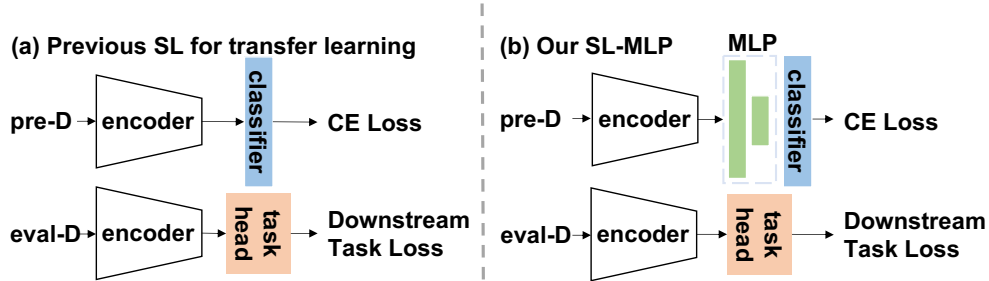 (a) Previous SL for transfer learning
pre-D
encoder
classifier
CE Loss
eval-D
encoder
task
head
Downstream
Task Loss
(b) Our SL-MLP
MLP
pre-D
encoder
classifier
CE Loss
eval-D
encoder
task
head
Downstream
Task Loss